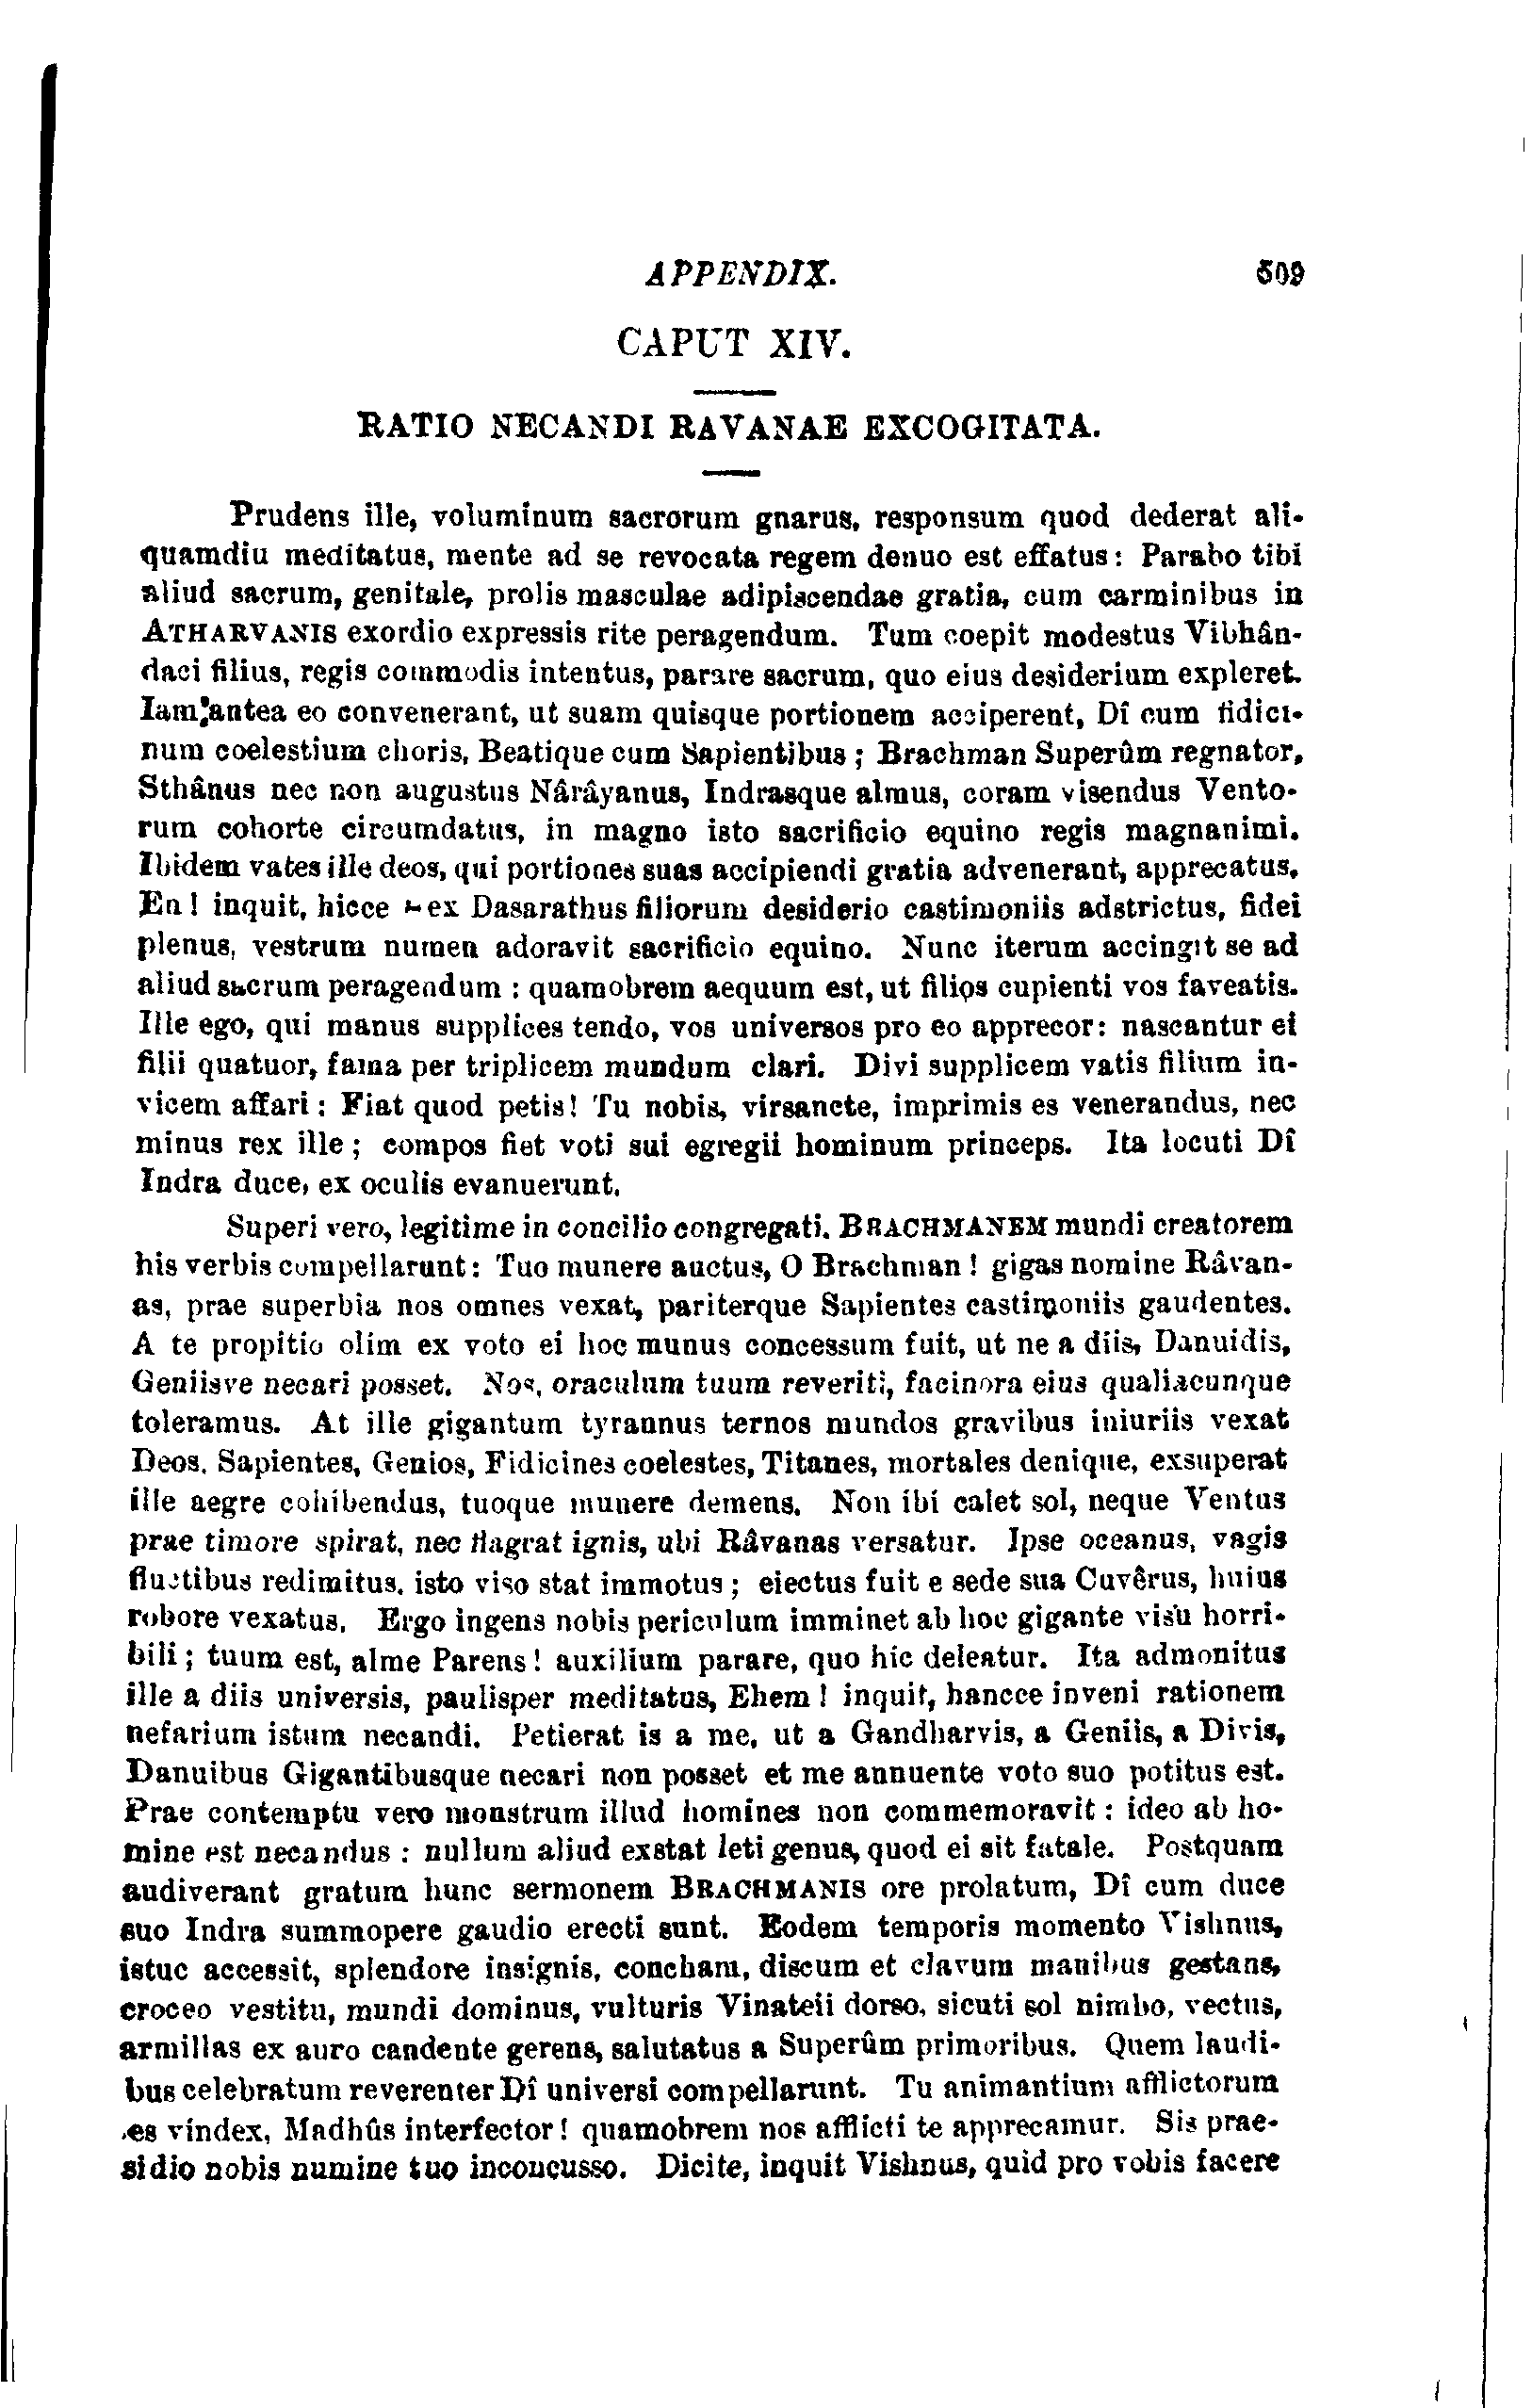 APPENDIX. 509
CAPUT XIV.
RATIO NECANDI RAVANAE EXCOGITATA.
Prudens ille, voluminum sacrorum gnarus, responsum quod dederat ali-
quamdiu meditatus, mente ad se revocata regem denuo est effatus: Parabo tibi
aliud sacrum, genitale, prolis masculae adipiscendae gratia, cum carminibus in
ATHARVANIS exordio expressis rite peragendum. Tum coepit modestus Vibhân-
daci filius, regis commodis intentus, parare sacrum, quo eius desiderium expleret.
Iam antea eo convenerant, ut suam quisque portionem acciperent, Dî cum fidici-
num coelestium choris, Beatique cum Sapientibus; Brachman Superûm regnator,
Sthânus nec non augustus Nârâyanus, Indrasque almus, coram visendus Vento-
rum cohorte circumdatus, in magno isto sacrificio equino regis magnanimi.
Ibidem vates ille deos, qui portiones suas accipiendi gratia advenerant, apprecatus,
En! inquit, hicce rex Dasarathus filiorum desiderio castimoniis adstrictus, fidei
plenus, vestrum numen adoravit sacrificio equino. Nunc iterum accingit se ad
aliud sacrum peragendum: quamobrem aequum est, ut filios cupienti vos faveatis.
Ille ego, qui manus supplices tendo, vos universos pro eo apprecor: nascantur ei
filii quatuor, fama per triplicem mundum clari. Divi supplicem vatis filium in-
vicem affari: Fiat quod petis! Tu nobis, virsancte, imprimis es venerandus, nec
minus rex ille; compos fiet voti sui egregii hominum princeps. Ita locuti Dî
Indra duce, ex oculis evanuerunt.
Superi vero, legitime in concilio congregati. BRACHMANEM mundi creatorem
his verbis compellarunt: Tuo munere auctus, O Brachman! gigas nomine Râvan-
as, prae superbia nos omnes vexat, pariterque Sapientes castimoniis gaudentes.
A te propitio olim ex voto ei hoc munus concessum fuit, ut ne a diis, Danuidis,
Geniisve necari posset. Nos, oraculum tuum reveriti, facinora eius qualiacunque
toleramus. At ille gigantum tyrannus ternos mundos gravibus iniuriis vexat
Deos. Sapientes, Genios, Fidicines coelestes, Titanes, mortales denique, exsuperat
ille aegre cohibendus, tuoque munere demens. Non ibi calet sol, neque Ventus
prae timore spirat, nec flagrat ignis, ubi Râvanas versatur. Ipse oceanus, vagis
fluctibus redimitus. isto viso stat immotus; eiectus fuit e sede sua Cuvêrus, huius
robore vexatus. Ergo ingens nobis periculum imminet ab hoc gigante visu horri-
bili; tuum est, alme Parens! auxilium parare, quo hic deleatur. Ita admonitus
ille a diis universis, paulisper meditatus, Ehem! inquit, hancce inveni rationem
nefarium istum necandi. Petierat is a me, ut a Gandharvis, a Geniis, a Divis,
Danuibus Gigantibusque necari non posset et me annuente voto suo potitus est.
Prae contemptu vero monstrum illud homines non commemoravit: ideo ab ho-
mine est necandus: nullum aliud exstat leti genus, quod ei sit fatale. Postquam
audiverant gratum hunc sermonem BRACHMANIS ore prolatum, Dî cum duce
suo Indra summopere gaudio erecti sunt. Eodem temporis momento Vishnus,
istuc accessit, splendore insignis, concham, discum et clavum manibus gestans,
croceo vestitu, mundi dominus, vulturis Vinateii dorso, sicuti sol nimbo, vectus,
armillas ex auro candente gerens, salutatus a Superûm primoribus. Quem laudi-
bus celebratum reverenter Dî universi compellarunt. Tu animantium afflictorum
es vindex, Madhûs interfector! quamobrem nos afflicti te apprecamur. Sis prae-
sidio nobis numine tuo inconcusso. Dicite, inquit Vishnus, quid pro vobis facere